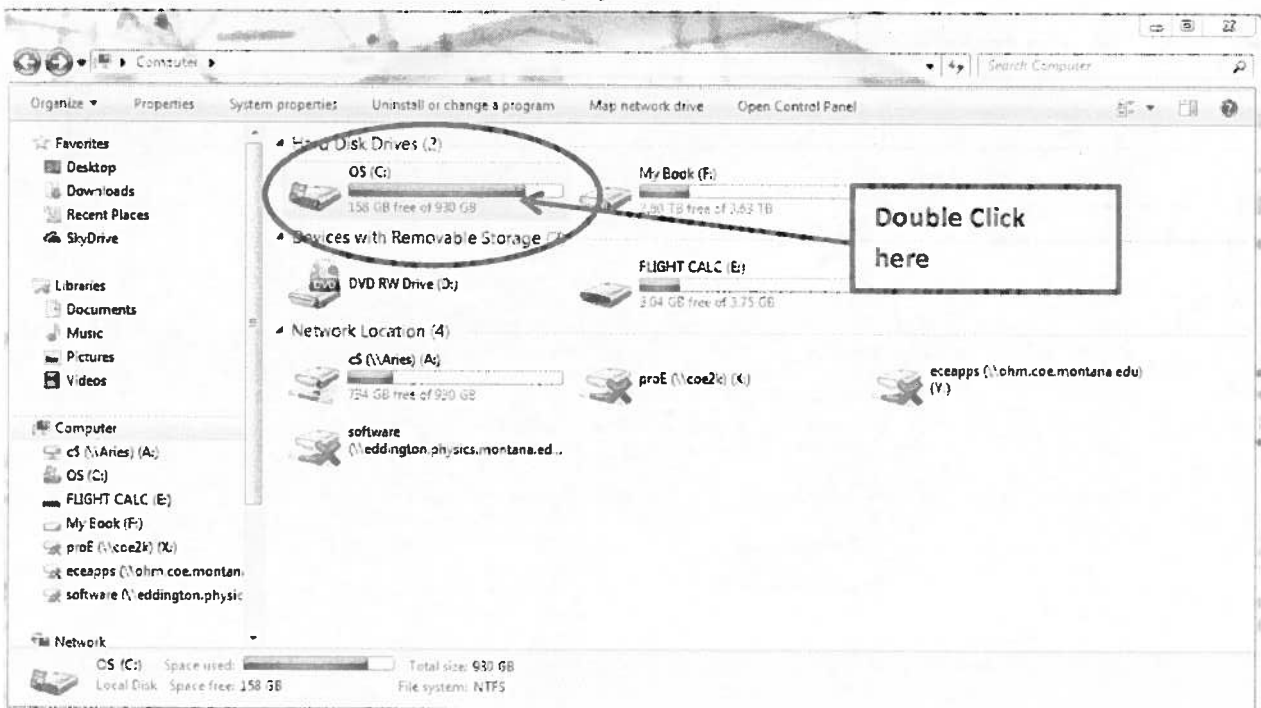 Computer
Search Computer
Organize
Properties
System properties
Uninstall or change a program
Map network drive
Open Control Panel
Favorites
Desktop
Downloads
Recent Places
SkyDrive
Libraries
Documents
Music
Pictures
Videos
Computer
c$ (\\Aries) (A:)
OS (C:)
FLIGHT CALC (E:)
My Book (F:)
proE (\\coe2k) (X:)
eceapps (\\ohm.coe.montan
software (\\eddington.physic
Network
Hard Disk Drives (2)
OS (C:)
158 GB free of 930 GB
My Book (F:)
free of 3.63 TB
Devices with Removable Storage
DVD RW Drive (D:)
FLIGHT CALC (E:)
3.04 GB free of 3.75 GB
Network Location (4)
c$ (\\Aries) (A:)
794 GB free of 930 GB
proE (\\coe2k) (X:)
eceapps (\\ohm.coe.montana.edu)
(Y:)
software
(\\eddington.physics.montana.ed...
Double Click
here
OS (C:) Space used: Total size: 930 GB
Local Disk Space free: 158 GB File system: NTFS